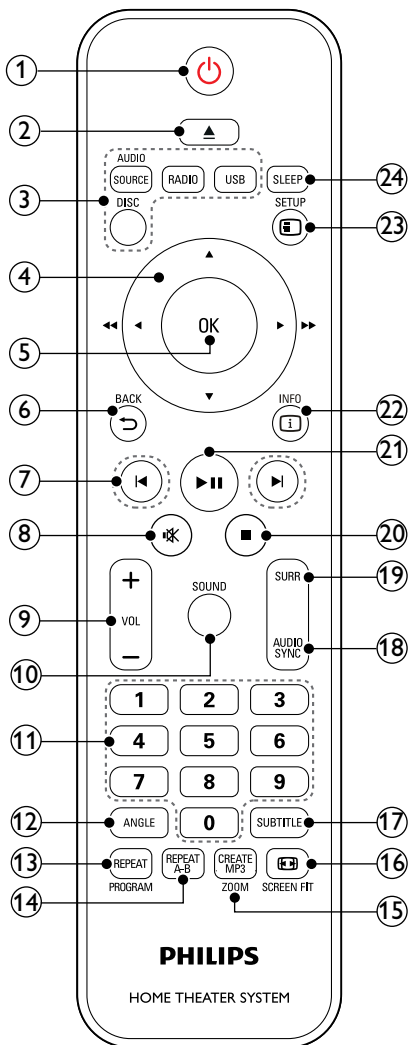 1
2
AUDIO
SOURCE RADIO USB SLEEP 24
3 DISC SETUP
23
4
5 OK
6 BACK INFO 22
21
7
8 20
+ SURR 19
9 VOL SOUND
− AUDIO SYNC 18
10
1 2 3
11 4 5 6
7 8 9
12 ANGLE 0 SUBTITLE 17
13 REPEAT REPEAT A-B CREATE MP3 16
PROGRAM ZOOM SCREEN FIT
14 15
PHILIPS
HOME THEATER SYSTEM